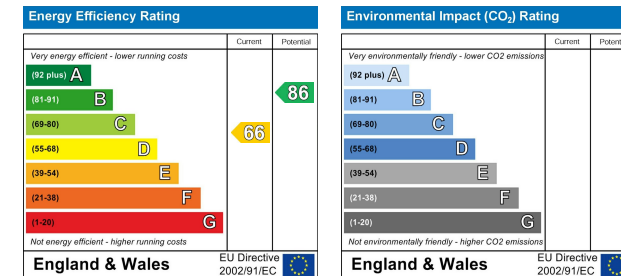 Energy Efficiency Rating
Current Potential
Very energy efficient - lower running costs
(92 plus) A
(81-91) B
86
(69-80) C
66
(55-68) D
(39-54) E
(21-38) F
(1-20) G
Not energy efficient - higher running costs
England & Wales
EU Directive
2002/91/EC
Environmental Impact (CO₂) Rating
Current Potent
Very environmentally friendly - lower CO2 emissions
(92 plus) A
(81-91) B
(69-80) C
(55-68) D
(39-54) E
(21-38) F
(1-20) G
Not environmentally friendly - higher CO2 emissions
England & Wales
EU Directive
2002/91/EC